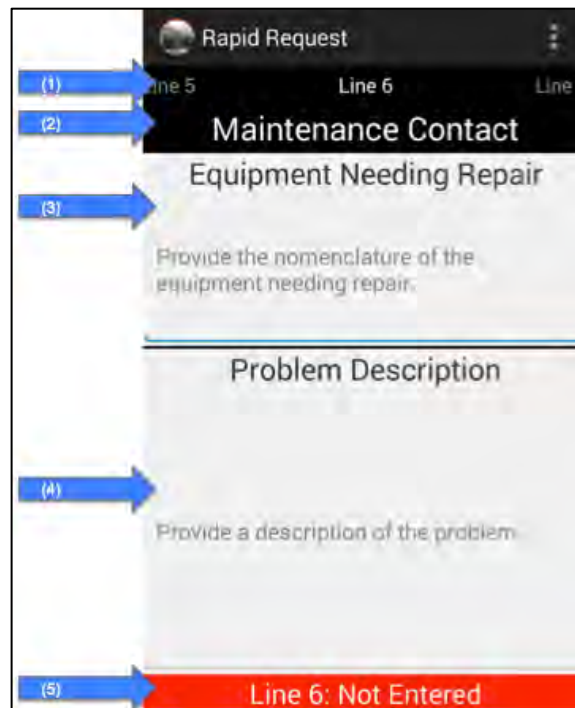 Rapid Request
(1) ine 5 Line 6 Line
(2) Maintenance Contact
Equipment Needing Repair
(3)
Provide the nomenclature of the
equipment needing repair.
Problem Description
(4)
Provide a description of the problem
(5) Line 6: Not Entered